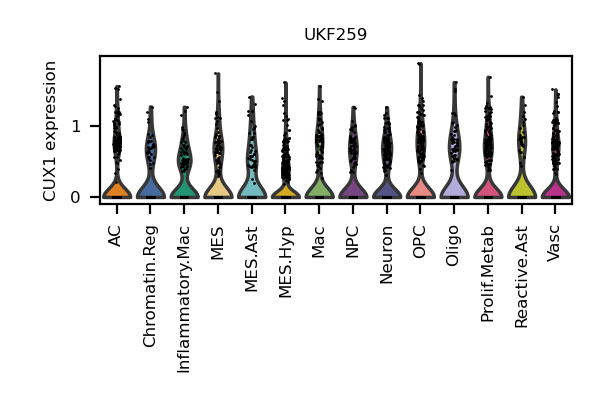 UKF259
CUX1 expression
1
0
AC
Chromatin.Reg
Inflammatory.Mac
MES
MES.Ast
MES.Hyp
Mac
NPC
Neuron
OPC
Oligo
Prolif.Metab
Reactive.Ast
Vasc